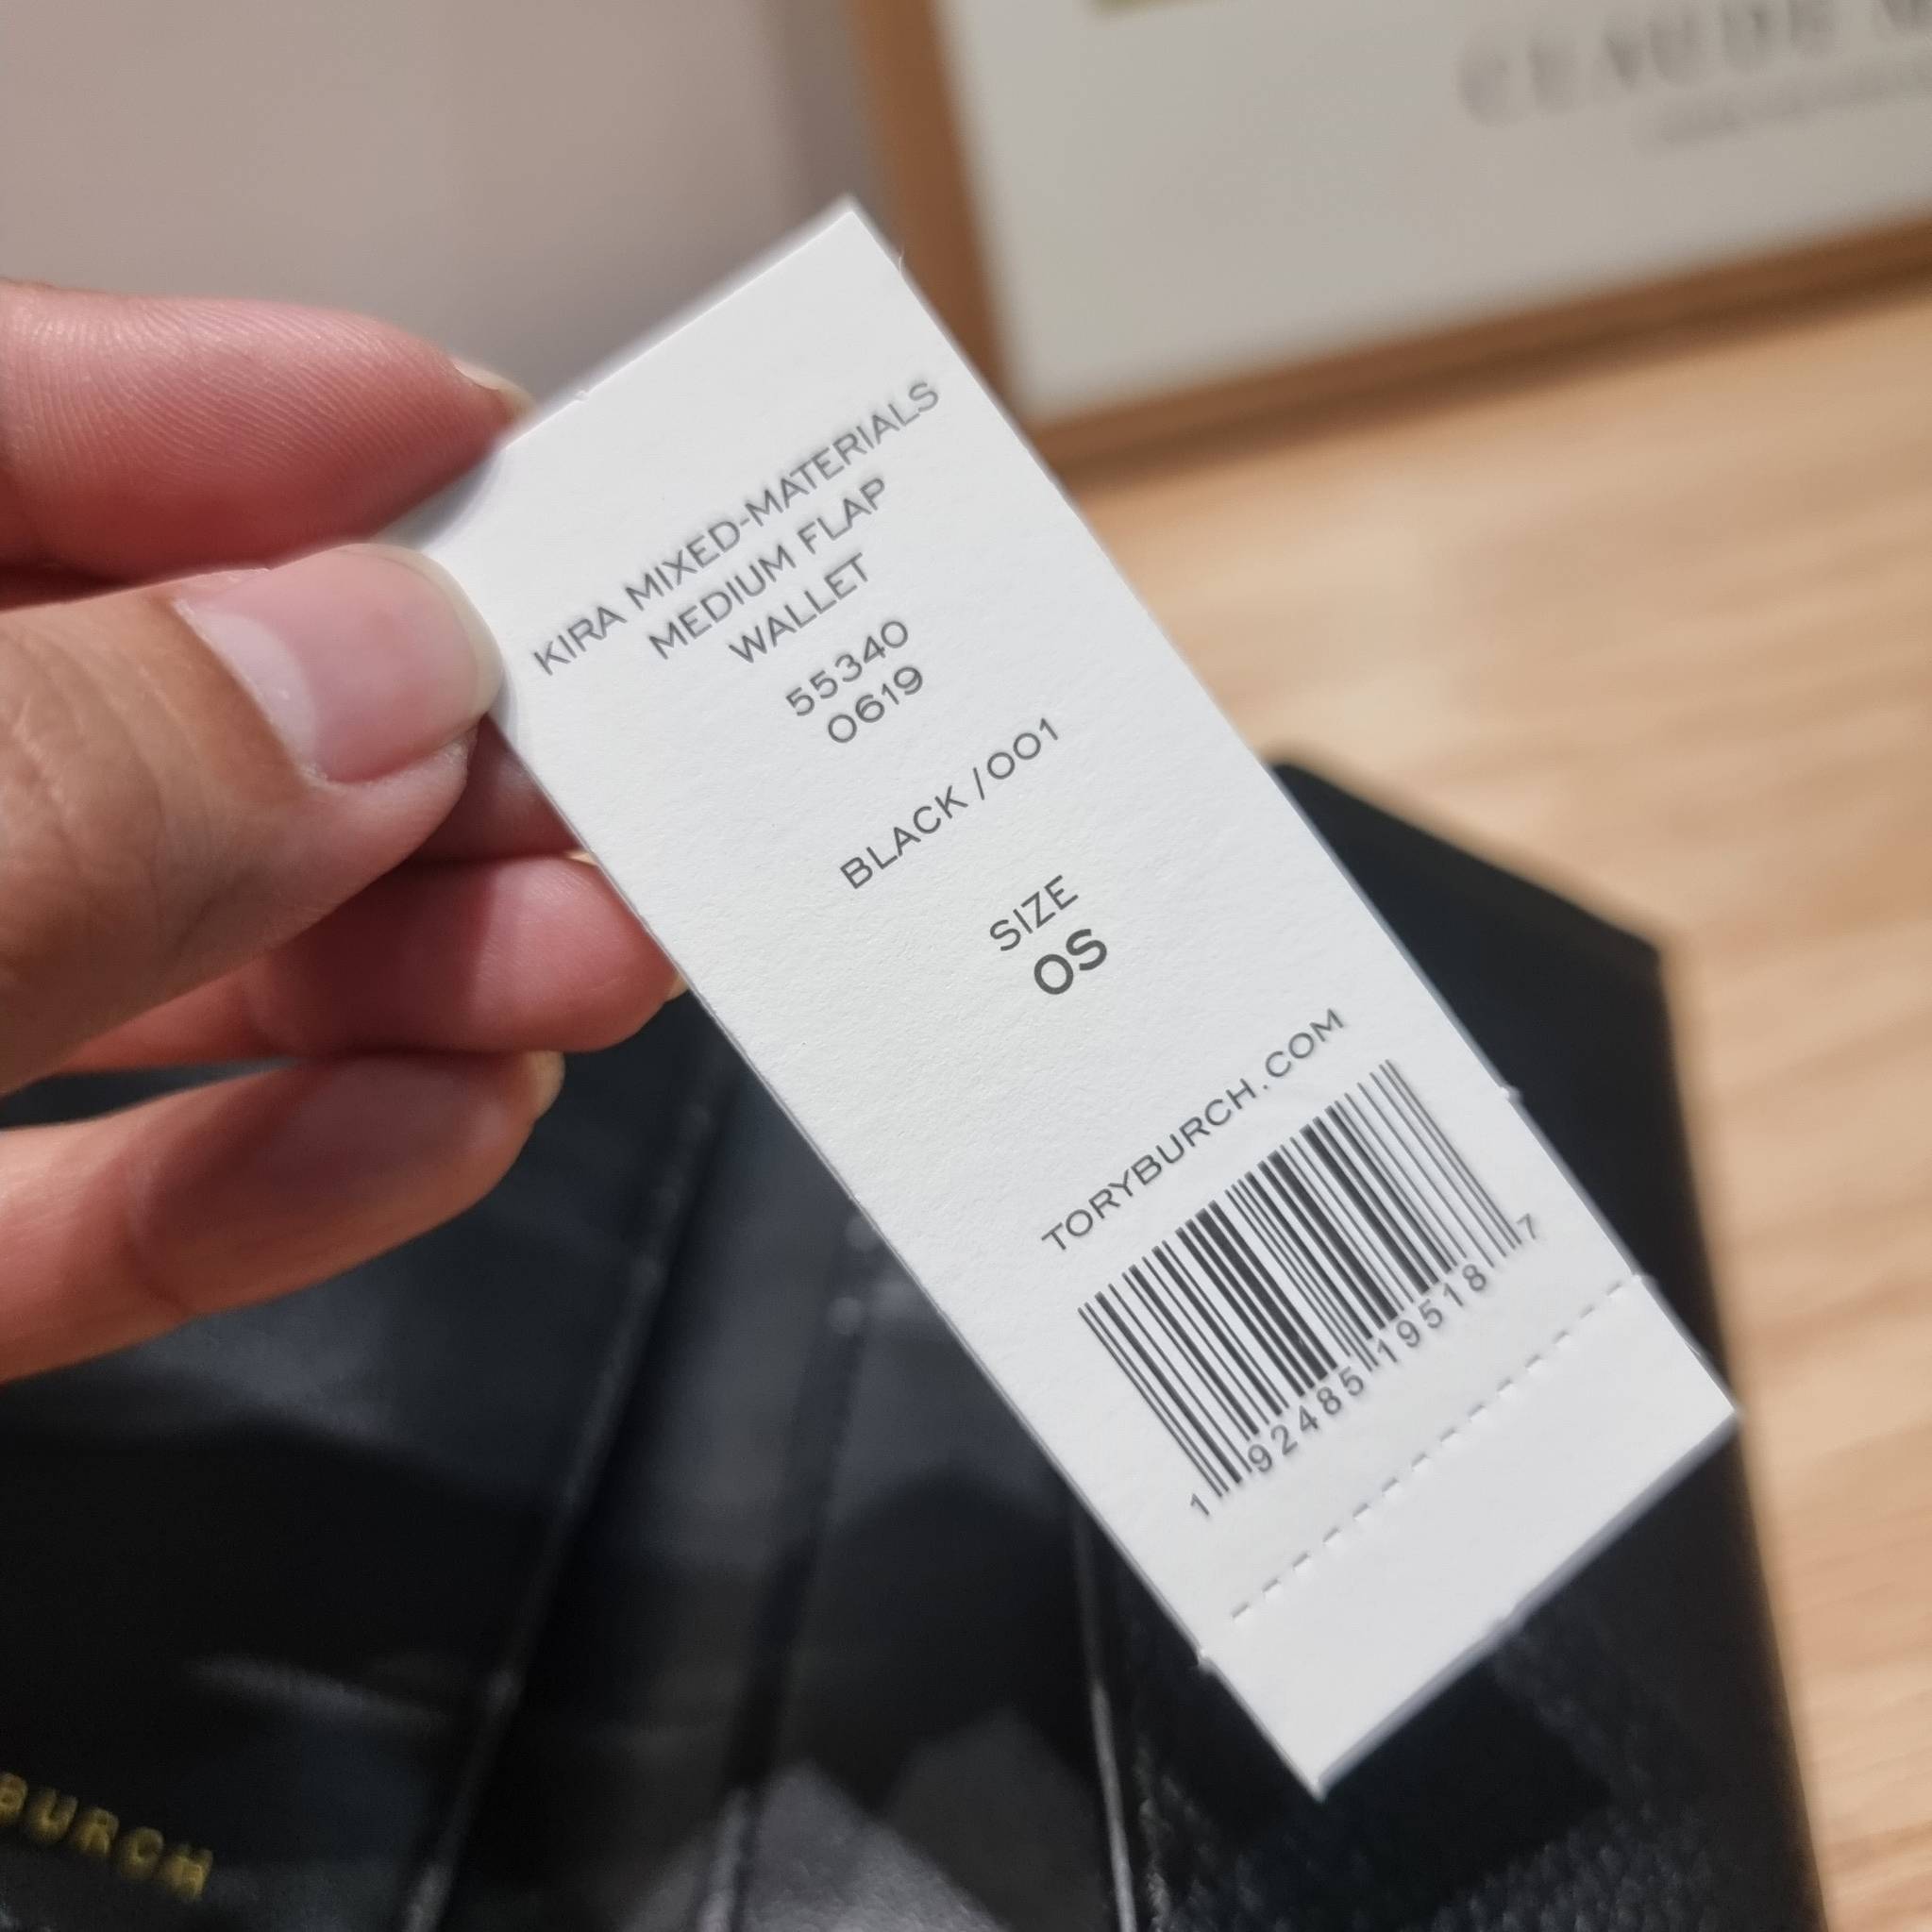 CLAUDE
KIRA MIXED-MATERIALS
MEDIUM FLAP
WALLET
55340
0619
BLACK / 001
SIZE
OS
TORYBURCH.COM
1 92485 19518 7
BURCH